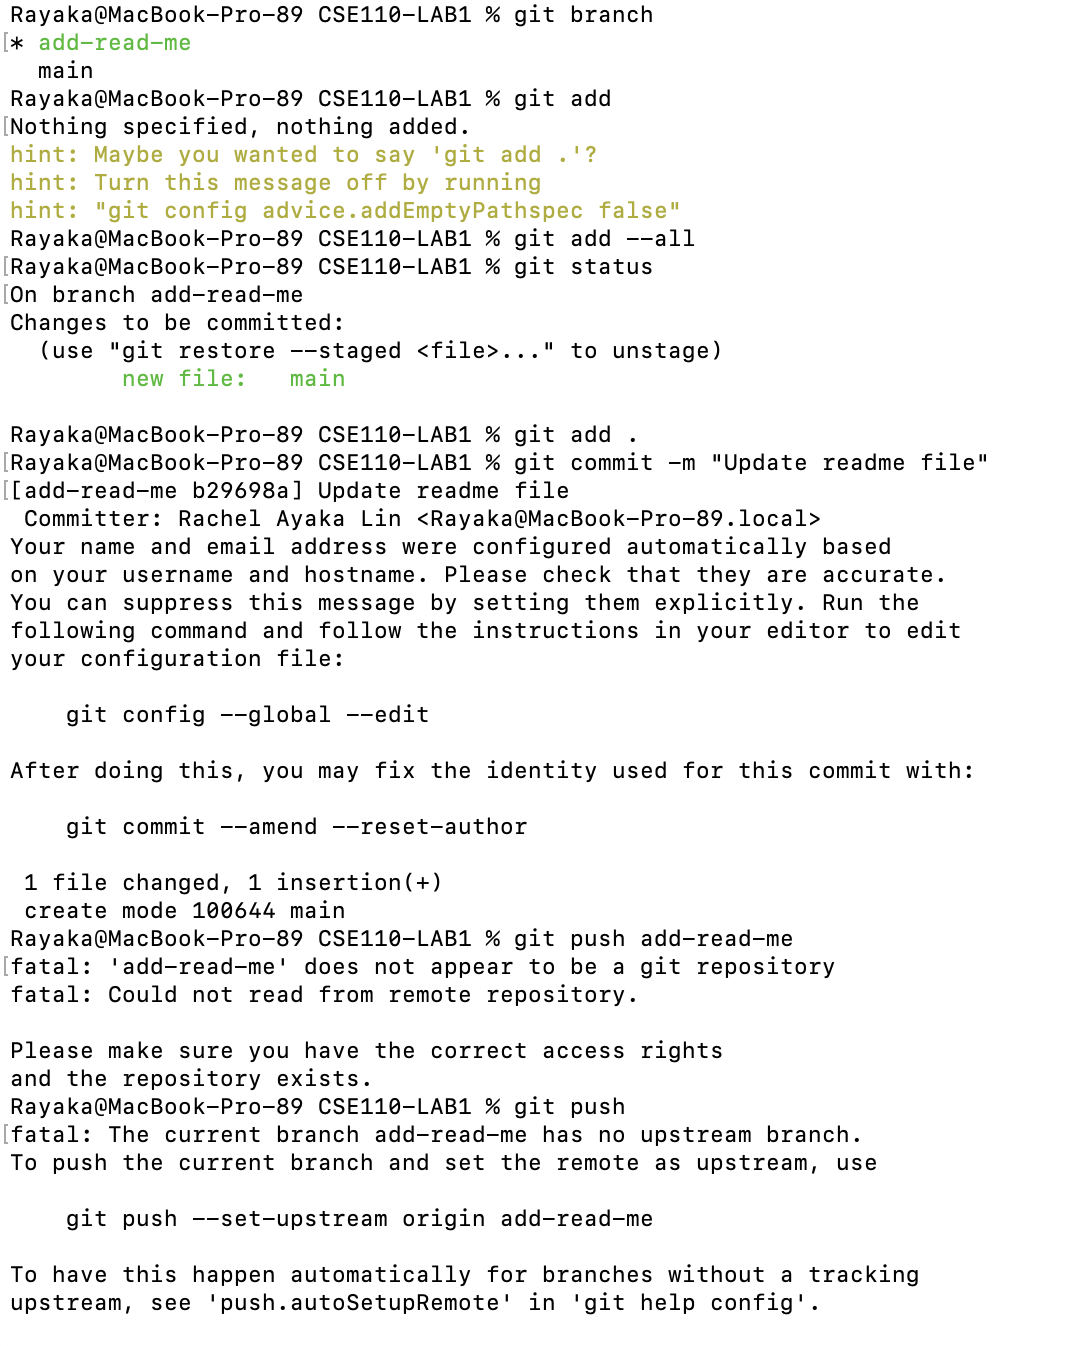 Rayaka@MacBook-Pro-89 CSE110-LAB1 % git branch
[* add-read-me
  main
Rayaka@MacBook-Pro-89 CSE110-LAB1 % git add
[Nothing specified, nothing added.
hint: Maybe you wanted to say 'git add .'?
hint: Turn this message off by running
hint: "git config advice.addEmptyPathspec false"
Rayaka@MacBook-Pro-89 CSE110-LAB1 % git add --all
[Rayaka@MacBook-Pro-89 CSE110-LAB1 % git status
[On branch add-read-me
Changes to be committed:
  (use "git restore --staged <file>..." to unstage)
        new file:   main

Rayaka@MacBook-Pro-89 CSE110-LAB1 % git add .
[Rayaka@MacBook-Pro-89 CSE110-LAB1 % git commit -m "Update readme file"
[[add-read-me b29698a] Update readme file
 Committer: Rachel Ayaka Lin <Rayaka@MacBook-Pro-89.local>
Your name and email address were configured automatically based
on your username and hostname. Please check that they are accurate.
You can suppress this message by setting them explicitly. Run the
following command and follow the instructions in your editor to edit
your configuration file:

    git config --global --edit

After doing this, you may fix the identity used for this commit with:

    git commit --amend --reset-author

 1 file changed, 1 insertion(+)
 create mode 100644 main
Rayaka@MacBook-Pro-89 CSE110-LAB1 % git push add-read-me
[fatal: 'add-read-me' does not appear to be a git repository
fatal: Could not read from remote repository.

Please make sure you have the correct access rights
and the repository exists.
Rayaka@MacBook-Pro-89 CSE110-LAB1 % git push
[fatal: The current branch add-read-me has no upstream branch.
To push the current branch and set the remote as upstream, use

    git push --set-upstream origin add-read-me

To have this happen automatically for branches without a tracking
upstream, see 'push.autoSetupRemote' in 'git help config'.